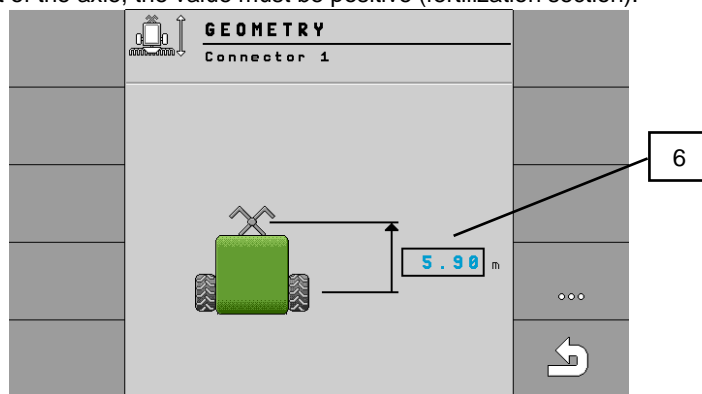 of the axle, the value must be positive (fertilization section).
GEOMETRY
Connector 1
6
5.90 m